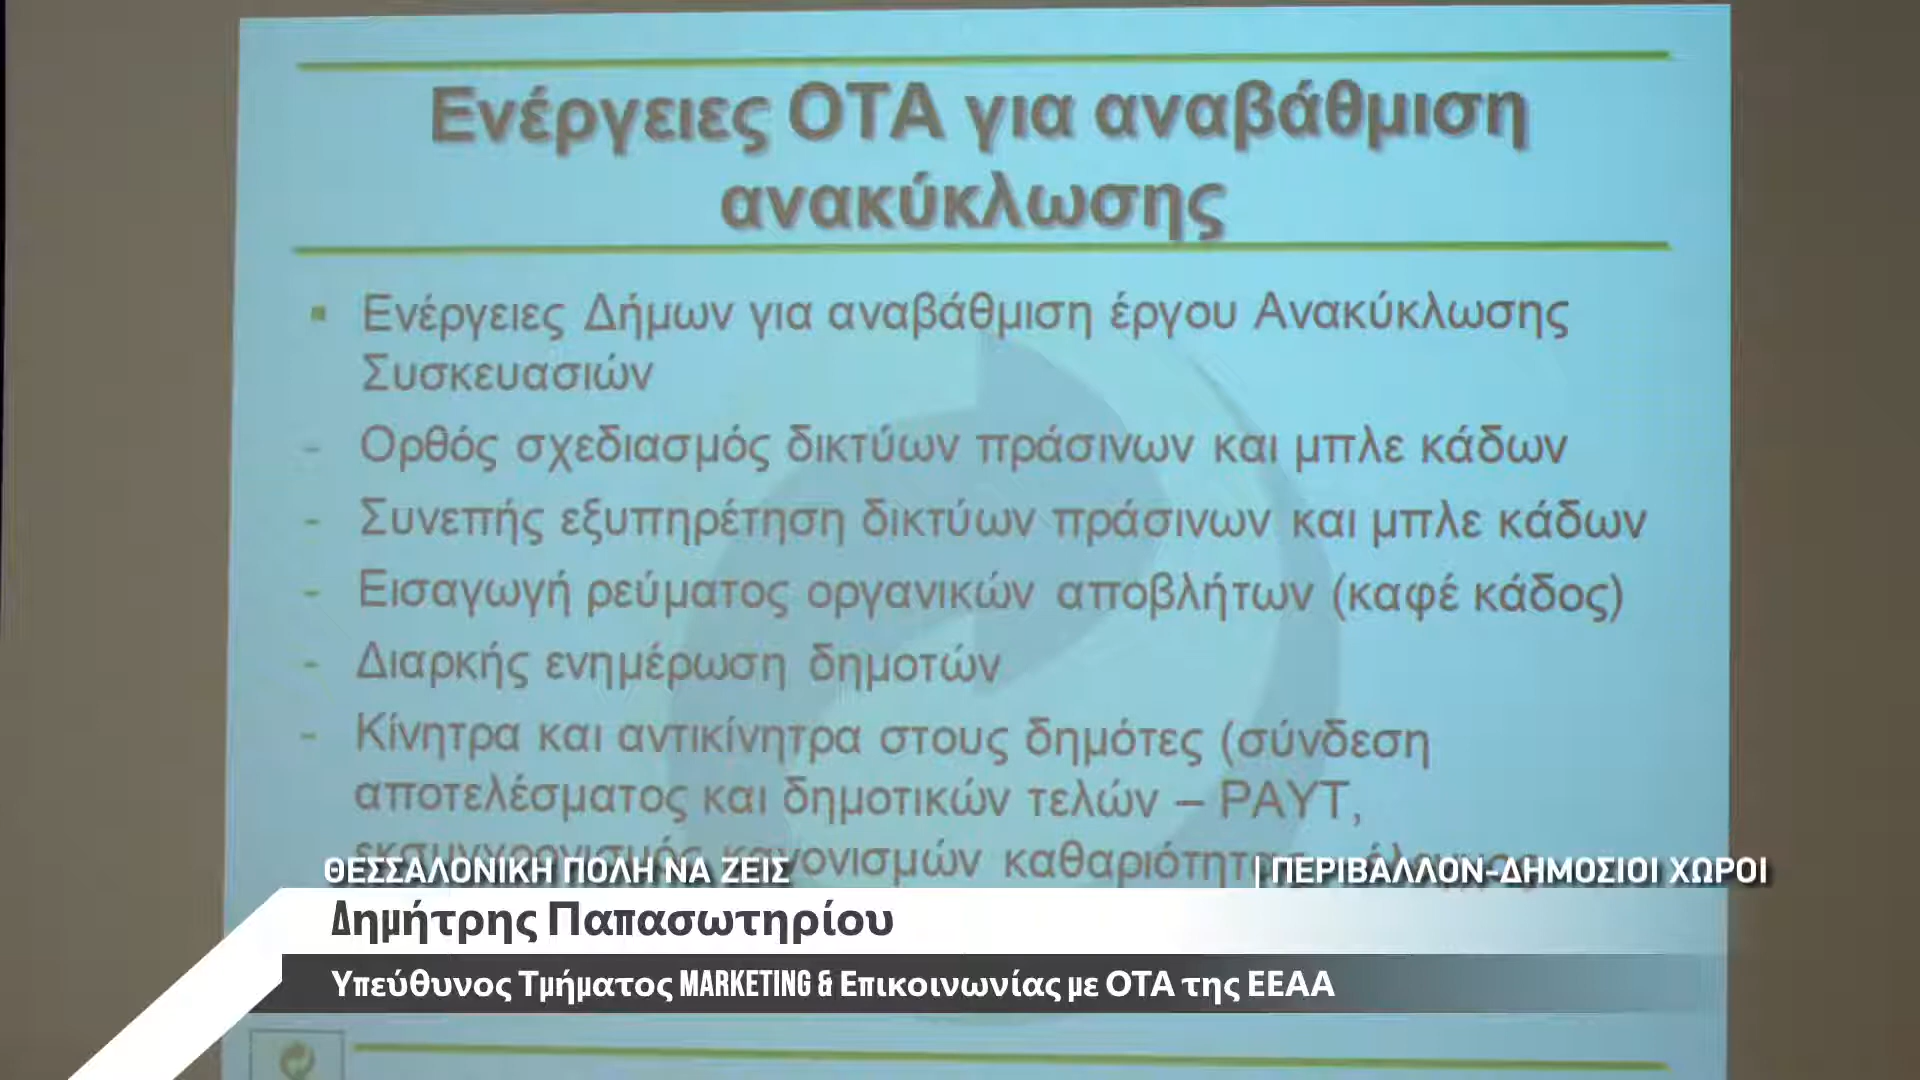 Ενέργειες ΟΤΑ για αναβάθμιση
ανακύκλωσης
▪ Ενέργειες Δήμων για αναβάθμιση έργου Ανακύκλωσης
Συσκευασιών
- Ορθός σχεδιασμός δικτύων πράσινων και μπλε κάδων
- Συνεπής εξυπηρέτηση δικτύων πράσινων και μπλε κάδων
- Εισαγωγή ρεύματος οργανικών αποβλήτων (καφέ κάδος)
- Διαρκής ενημέρωση δημοτών
- Κίνητρα και αντικίνητρα στους δημότες (σύνδεση
αποτελέσματος και δημοτικών τελών – PAYT,
εκσυγχρονισμός κανονισμών καθαριότητας, έλεγχος
ΘΕΣΣΑΛΟΝΙΚΗ ΠΟΛΗ ΝΑ ΖΕΙΣ
| ΠΕΡΙΒΑΛΛΟΝ-ΔΗΜΟΣΙΟΙ ΧΩΡΟΙ
Δημήτρης Παπασωτηρίου
Υπεύθυνος Τμήματος MARKETING & Επικοινωνίας με ΟΤΑ της ΕΕΑΑ